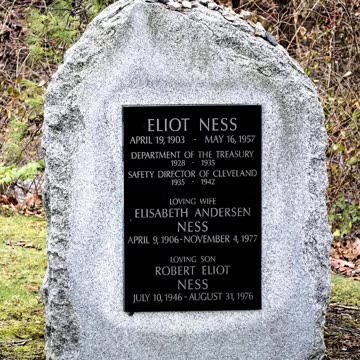 ELIOT NESS
APRIL 19, 1903 - MAY 16, 1957
DEPARTMENT OF THE TREASURY
1928 - 1935
SAFETY DIRECTOR OF CLEVELAND
1935 - 1942
LOVING WIFE
ELISABETH ANDERSEN
NESS
APRIL 9, 1906-NOVEMBER 4, 1977
LOVING SON
ROBERT ELIOT
NESS
JULY 10, 1946 - AUGUST 31, 1976